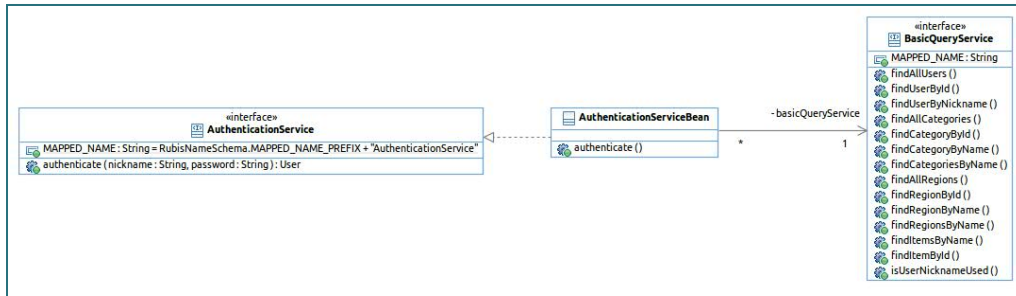 «interface»
AuthenticationService
MAPPED_NAME : String = RubisNameSchema.MAPPED_NAME_PREFIX + "AuthenticationService"
authenticate ( nickname : String, password : String ) : User
AuthenticationServiceBean
authenticate ( )
- basicQueryService
*
1
«interface»
BasicQueryService
MAPPED_NAME : String
findAllUsers ( )
findUserById ( )
findUserByNickname ( )
findAllCategories ( )
findCategoryById ( )
findCategoryByName ( )
findCategoriesByName ( )
findAllRegions ( )
findRegionById ( )
findRegionByName ( )
findRegionsByName ( )
findItemsByName ( )
findItemById ( )
isUserNicknameUsed ( )